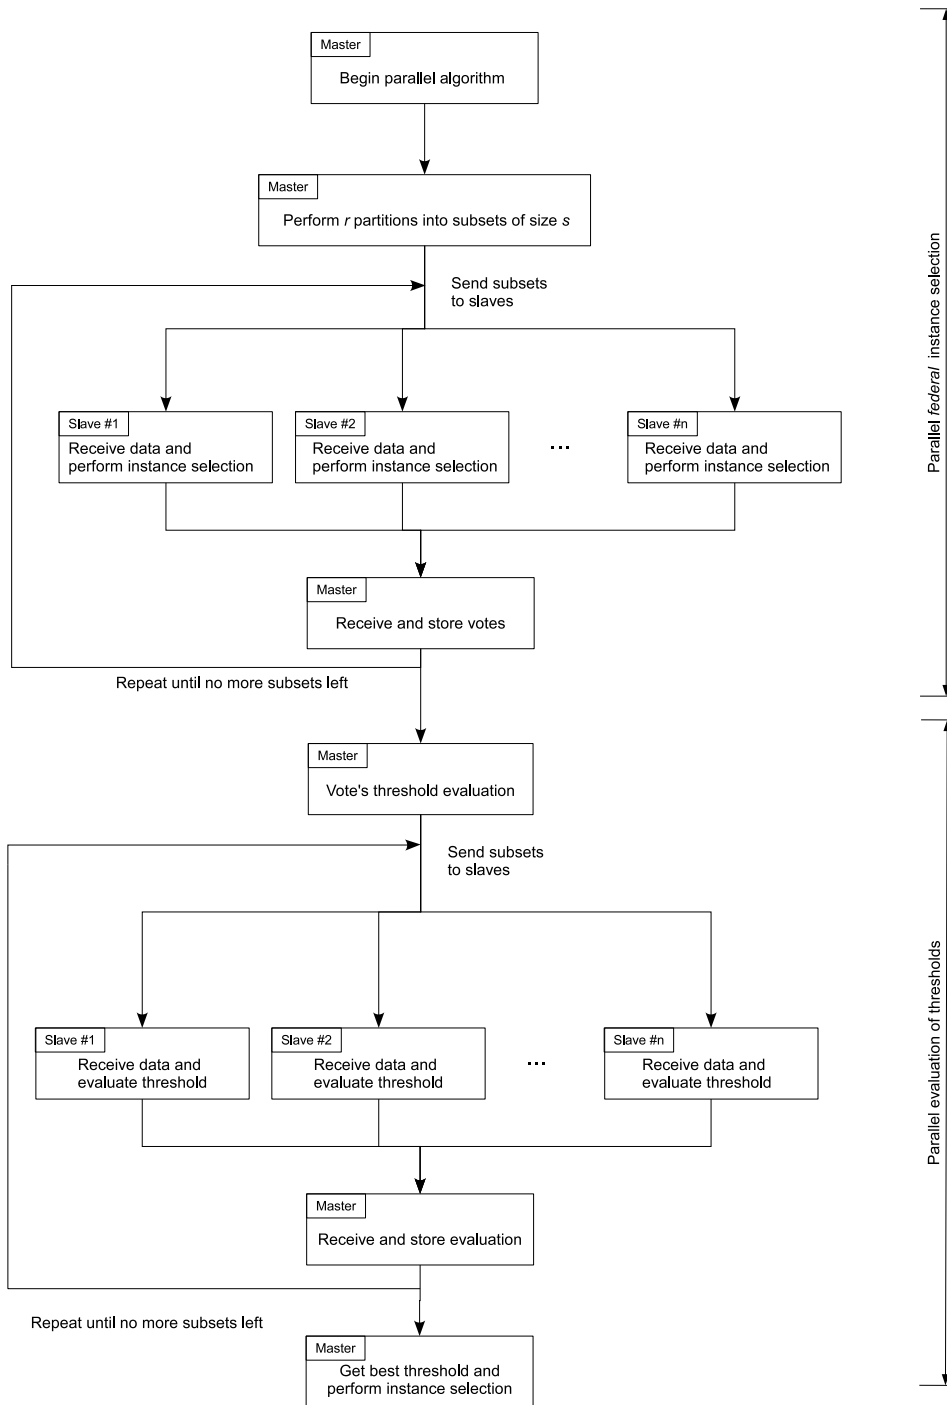 Master
Begin parallel algorithm
Master
Perform r partitions into subsets of size s
Send subsets
to slaves
Slave #1
Receive data and
perform instance selection
Slave #2
Receive data and
perform instance selection
...
Slave #n
Receive data and
perform instance selection
Master
Receive and store votes
Repeat until no more subsets left
Parallel federal instance selection
Master
Vote's threshold evaluation
Send subsets
to slaves
Slave #1
Receive data and
evaluate threshold
Slave #2
Receive data and
evaluate threshold
...
Slave #n
Receive data and
evaluate threshold
Master
Receive and store evaluation
Repeat until no more subsets left
Master
Get best threshold and
perform instance selection
Parallel evaluation of thresholds